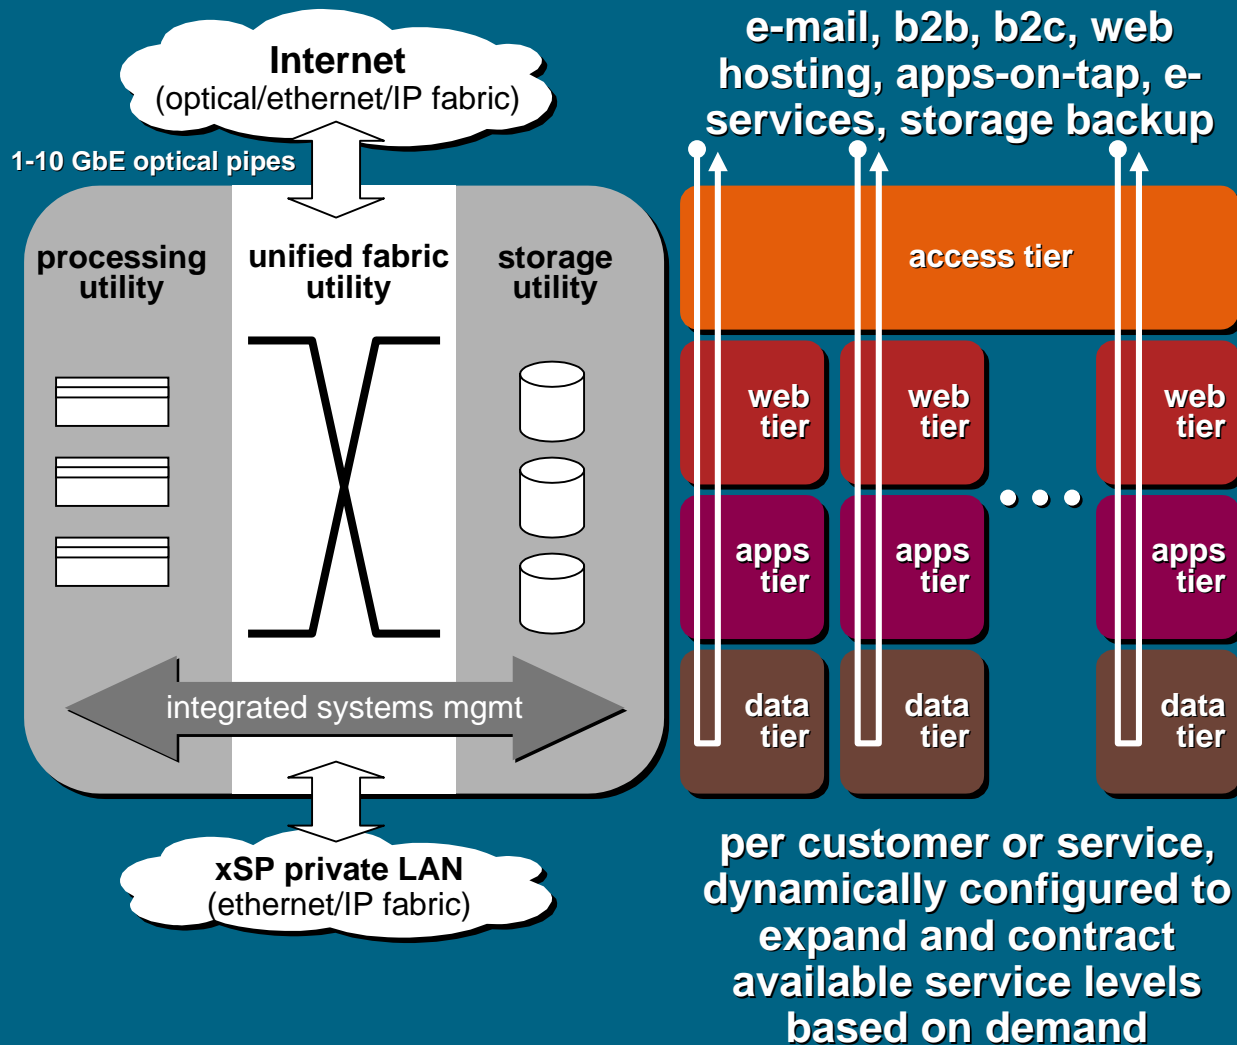 Internet
(optical/ethernet/IP fabric)
1-10 GbE optical pipes
processing
utility
unified fabric
utility
storage
utility
integrated systems mgmt
xSP private LAN
(ethernet/IP fabric)
e-mail, b2b, b2c, web
hosting, apps-on-tap, e-
services, storage backup
access tier
web
tier
web
tier
web
tier
apps
tier
apps
tier
apps
tier
data
tier
data
tier
data
tier
per customer or service,
dynamically configured to
expand and contract
available service levels
based on demand